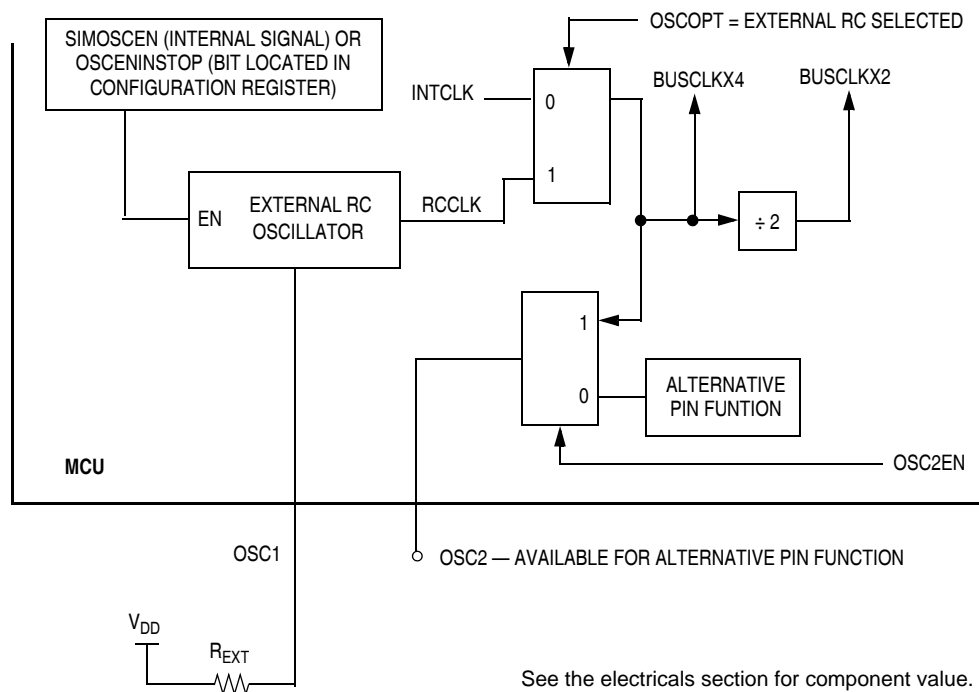 SIMOSCEN (INTERNAL SIGNAL) OR
OSCENINSTOP (BIT LOCATED IN
CONFIGURATION REGISTER)
OSCOPT = EXTERNAL RC SELECTED
INTCLK
0
1
BUSCLKX4
BUSCLKX2
EN
EXTERNAL RC
OSCILLATOR
RCCLK
÷ 2
1
0
ALTERNATIVE
PIN FUNTION
MCU
OSC2EN
OSC1
OSC2 — AVAILABLE FOR ALTERNATIVE PIN FUNCTION
VDD
REXT
See the electricals section for component value.